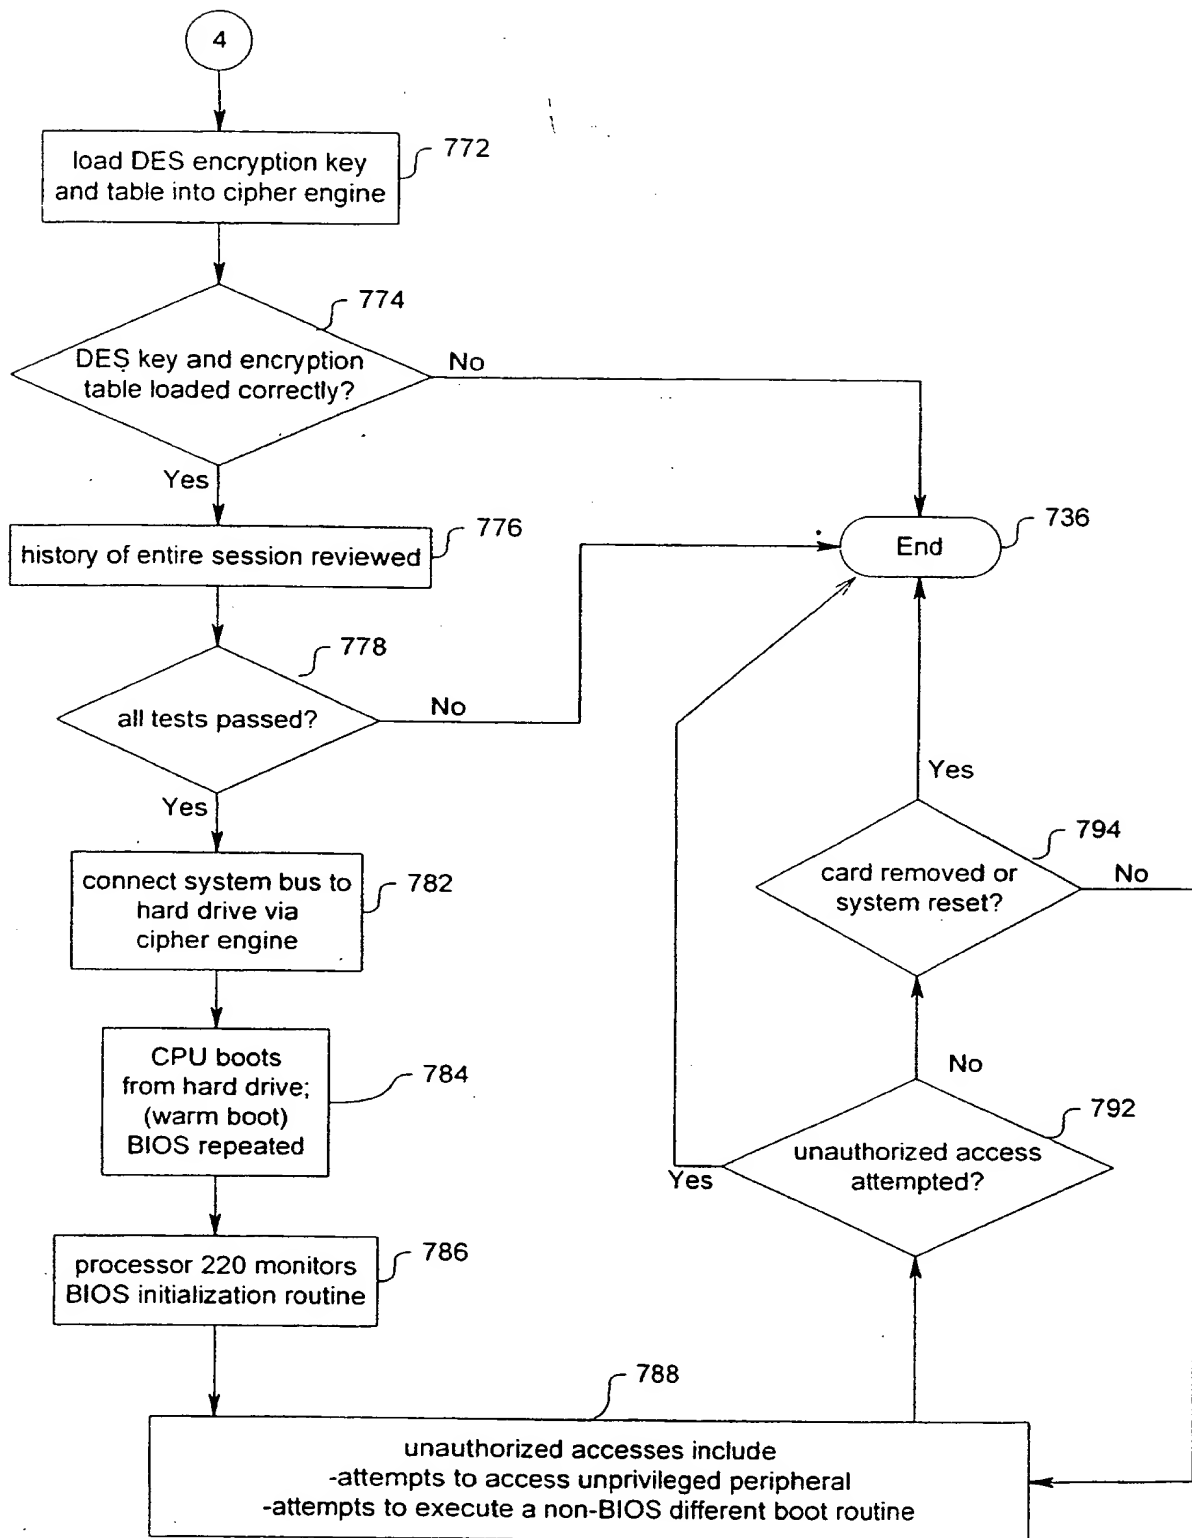 4
load DES encryption key
and table into cipher engine
772
774
DES key and encryption
table loaded correctly?
No
Yes
776
history of entire session reviewed
736
End
778
all tests passed?
No
Yes
Yes
794
card removed or
system reset?
No
connect system bus to
hard drive via
cipher engine
782
CPU boots
from hard drive;
(warm boot)
BIOS repeated
784
No
792
unauthorized access
attempted?
Yes
processor 220 monitors
BIOS initialization routine
786
788
unauthorized accesses include
-attempts to access unprivileged peripheral
-attempts to execute a non-BIOS different boot routine